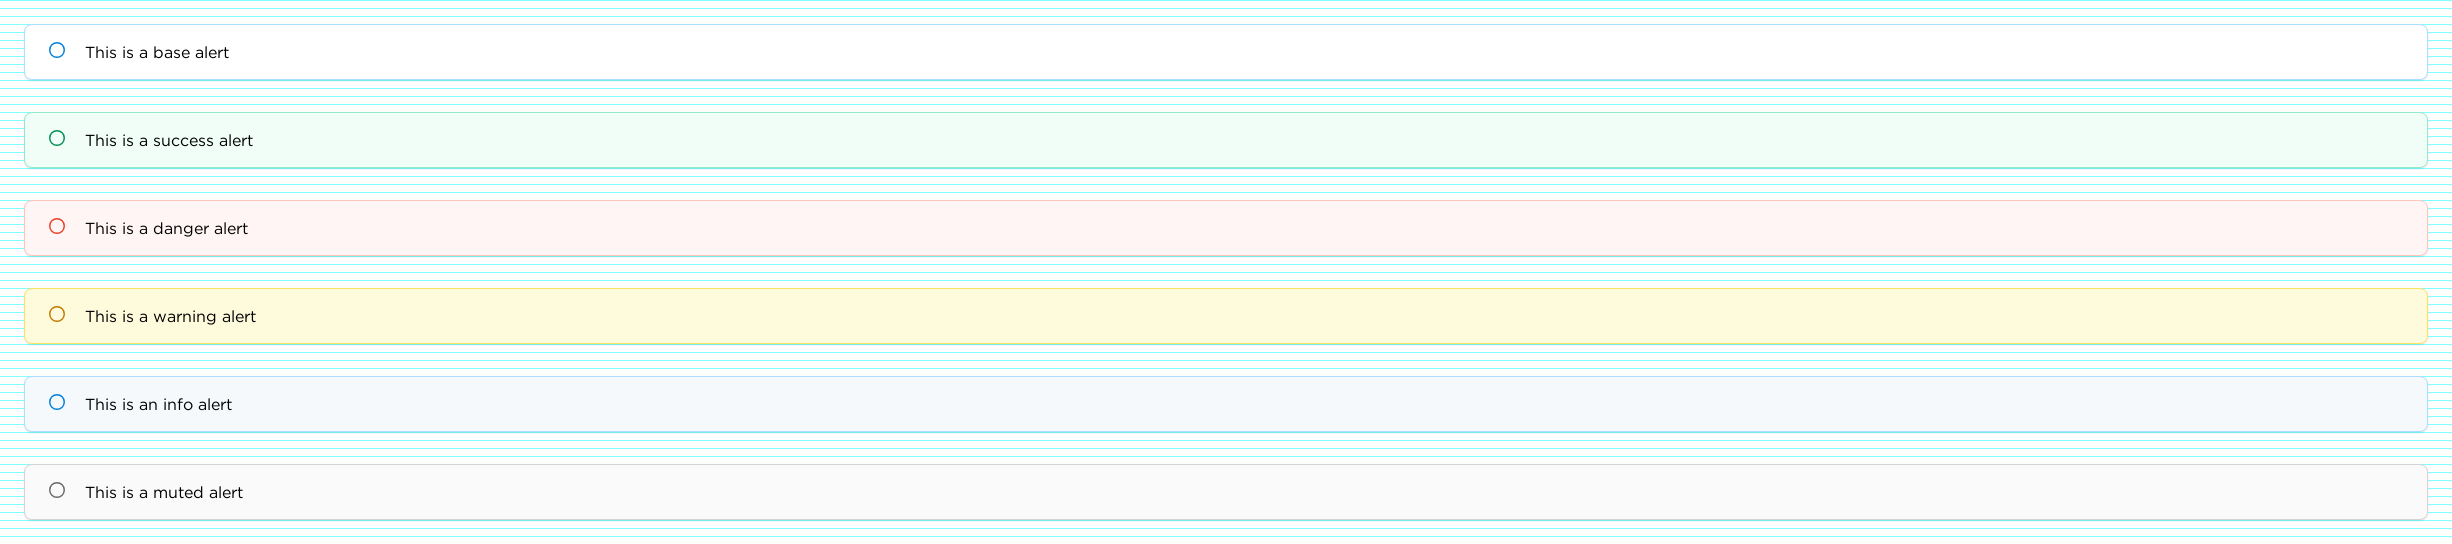 This is a base alert
This is a success alert
This is a danger alert
This is a warning alert
This is an info alert
This is a muted alert